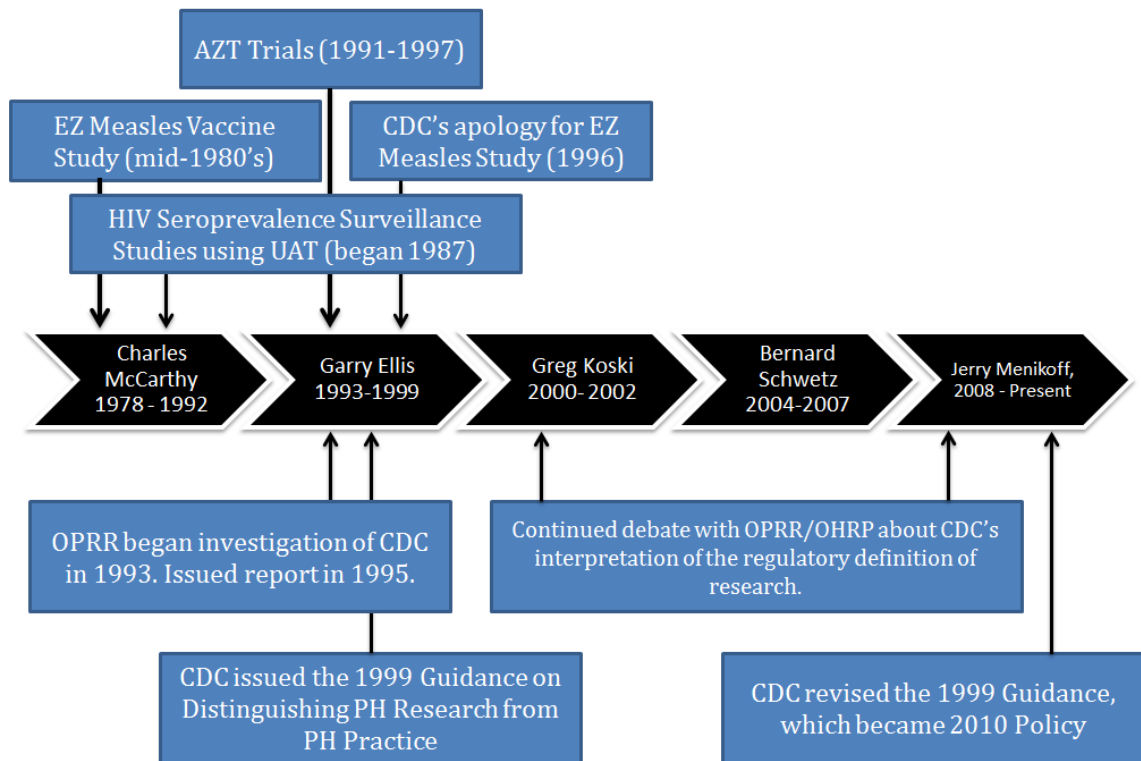 AZT Trials (1991-1997)
EZ Measles Vaccine
Study (mid-1980's)
CDC's apology for EZ
Measles Study (1996)
HIV Seroprevalence Surveillance
Studies using UAT (began 1987)
Charles
McCarthy
1978 - 1992
Garry Ellis
1993-1999
Greg Koski
2000- 2002
Bernard
Schwetz
2004-2007
Jerry Menikoff,
2008 - Present
OPRR began investigation of CDC
in 1993. Issued report in 1995.
Continued debate with OPRR/OHRP about CDC's
interpretation of the regulatory definition of
research.
CDC issued the 1999 Guidance on
Distinguishing PH Research from
PH Practice
CDC revised the 1999 Guidance,
which became 2010 Policy